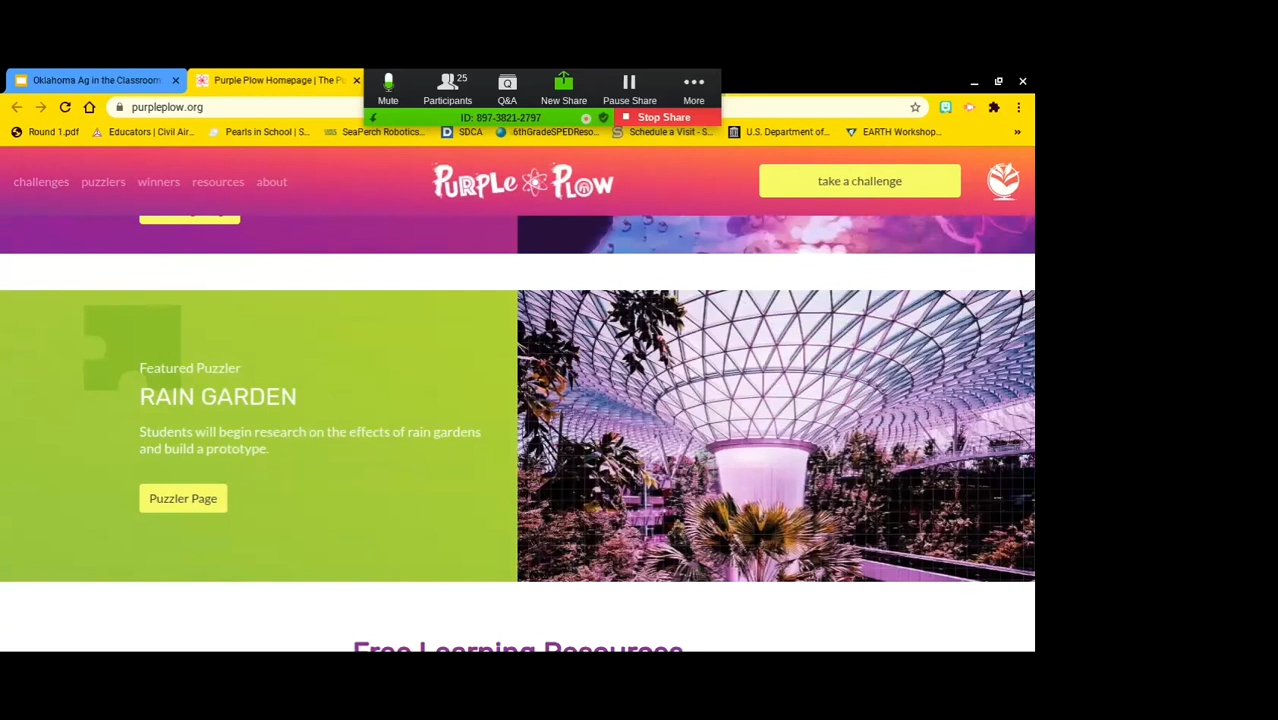 Oklahoma Ag in the Classroom
Purple Plow Homepage | The Pu
25
Mute
Participants
Q&A
New Share
Pause Share
More
ID: 897-3821-2797
Stop Share
purpleplow.org
Round 1.pdf
Educators | Civil Air...
Pearls in School | S...
SeaPerch Robotics...
SDCA
6thGradeSPEDReso...
Schedule a Visit - S...
U.S. Department of...
EARTH Workshop...
challenges
puzzlers
winners
resources
about
PURPLE PLOW
take a challenge
Featured Puzzler
RAIN GARDEN
Students will begin research on the effects of rain gardens
and build a prototype.
Puzzler Page
Free Learning Resources